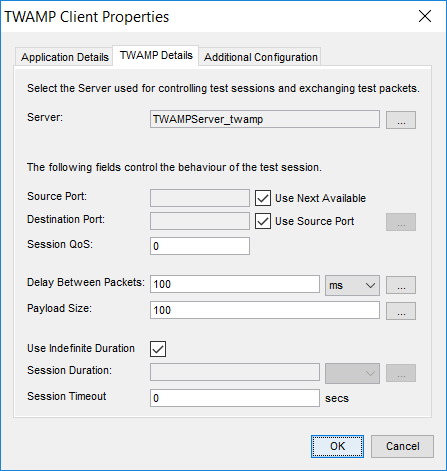 TWAMP Client Properties
Application Details TWAMP Details Additional Configuration
Select the Server used for controlling test sessions and exchanging test packets.
Server: TWAMPServer_twamp ...
The following fields control the behaviour of the test session.
Source Port: Use Next Available
Destination Port: Use Source Port ...
Session QoS: 0
Delay Between Packets: 100 ms ...
Payload Size: 100 ...
Use Indefinite Duration
Session Duration: ...
Session Timeout 0 secs
OK Cancel